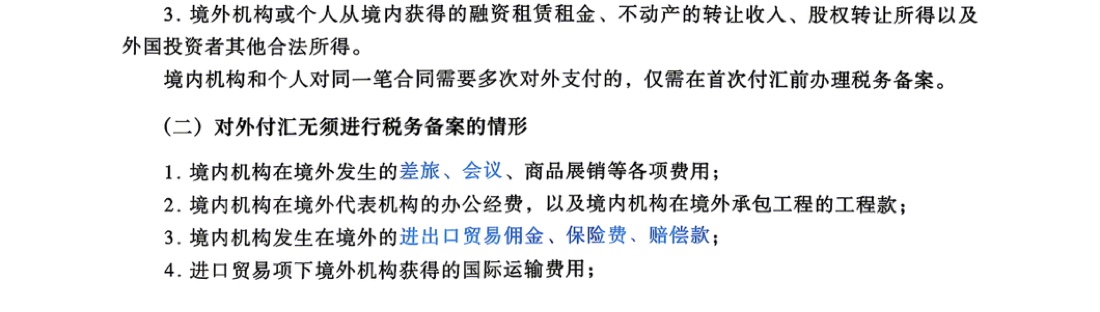 3. 境外机构或个人从境内获得的融资租赁租金、不动产的转让收入、股权转让所得以及
外国投资者其他合法所得。
境内机构和个人对同一笔合同需要多次对外支付的，仅需在首次付汇前办理税务备案。
（二）对外付汇无须进行税务备案的情形
1. 境内机构在境外发生的差旅、会议、商品展销等各项费用；
2. 境内机构在境外代表机构的办公经费，以及境内机构在境外承包工程的工程款；
3. 境内机构发生在境外的进出口贸易佣金、保险费、赔偿款；
4. 进口贸易项下境外机构获得的国际运输费用；